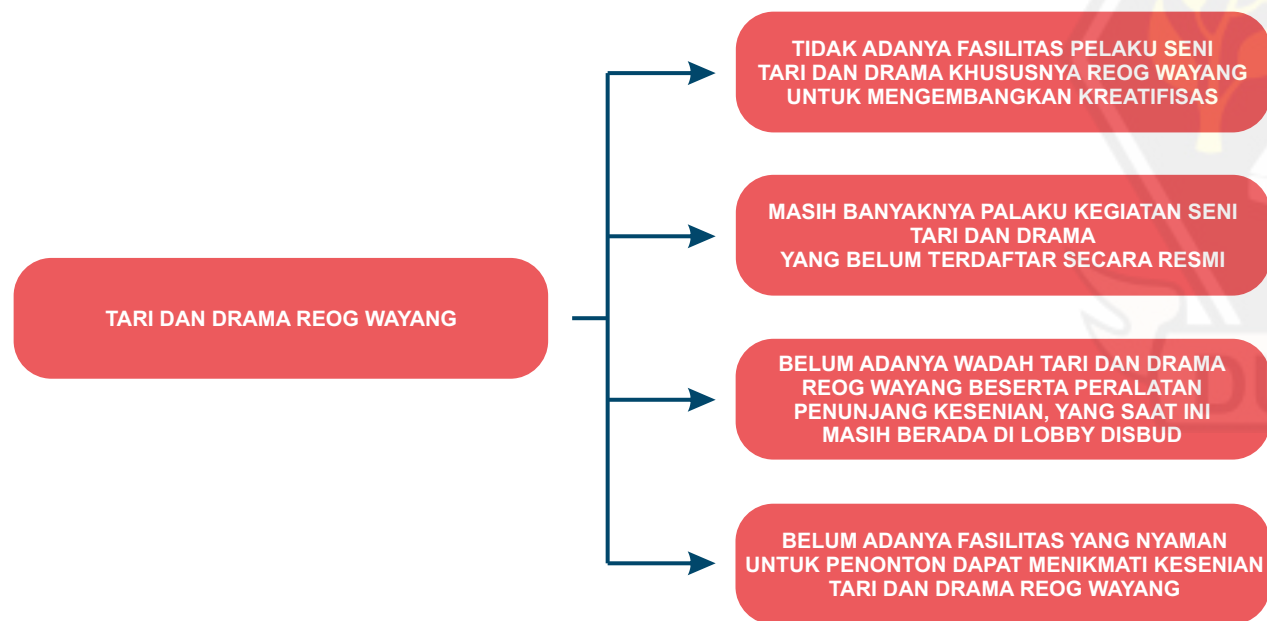 TIDAK ADANYA FASILITAS PELAKU SENI
TARI DAN DRAMA KHUSUSNYA REOG WAYANG
UNTUK MENGEMBANGKAN KREATIFISAS
MASIH BANYAKNYA PALAKU KEGIATAN SENI
TARI DAN DRAMA
YANG BELUM TERDAFTAR SECARA RESMI
TARI DAN DRAMA REOG WAYANG
BELUM ADANYA WADAH TARI DAN DRAMA
REOG WAYANG BESERTA PERALATAN
PENUNJANG KESENIAN, YANG SAAT INI
MASIH BERADA DI LOBBY DISBUD
BELUM ADANYA FASILITAS YANG NYAMAN
UNTUK PENONTON DAPAT MENIKMATI KESENIAN
TARI DAN DRAMA REOG WAYANG